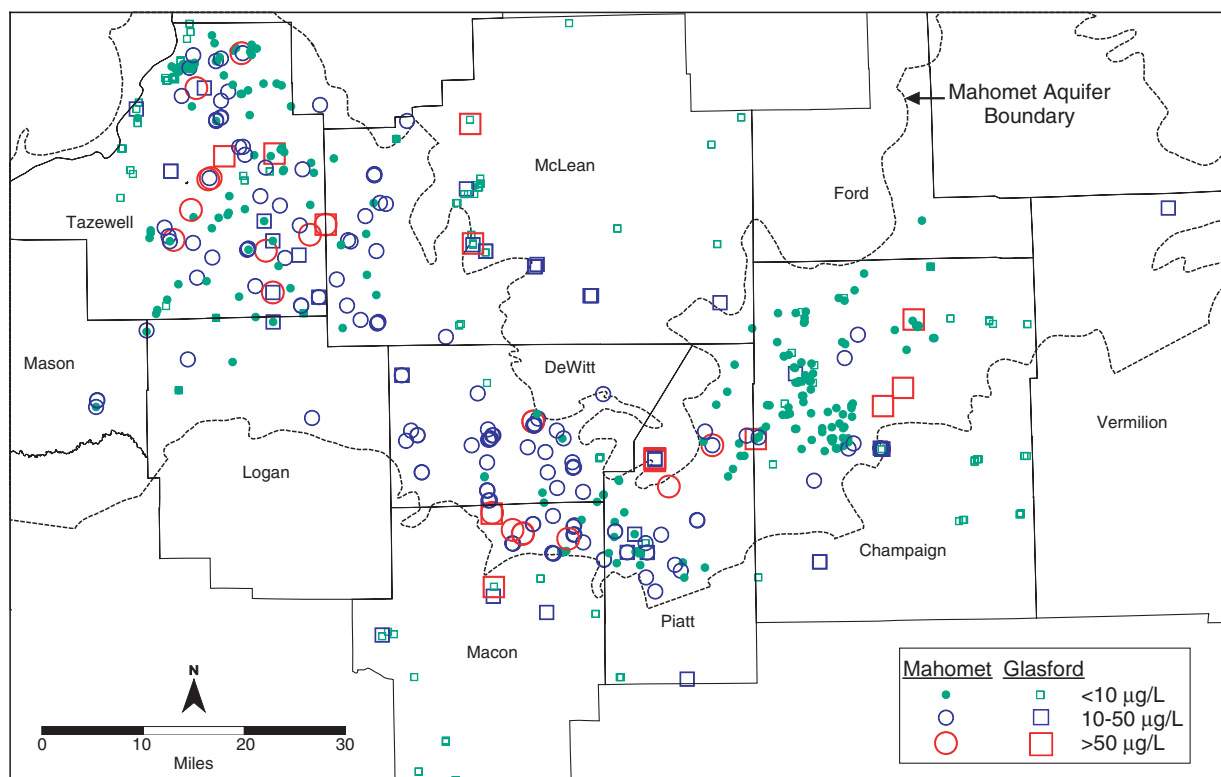 McLean
Ford
Mahomet Aquifer
Boundary
Tazewell
Mason
DeWitt
Vermilion
Logan
Champaign
Piatt
Macon
N
0 10 20 30
Miles
Mahomet Glasford
<10 µg/L
10-50 µg/L
>50 µg/L